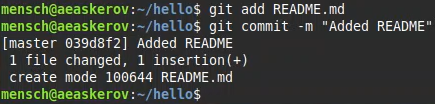 mensch@aeaskerov:~/hello$ git add README.md
mensch@aeaskerov:~/hello$ git commit -m "Added README"
[master 039d8f2] Added README
 1 file changed, 1 insertion(+)
 create mode 100644 README.md
mensch@aeaskerov:~/hello$